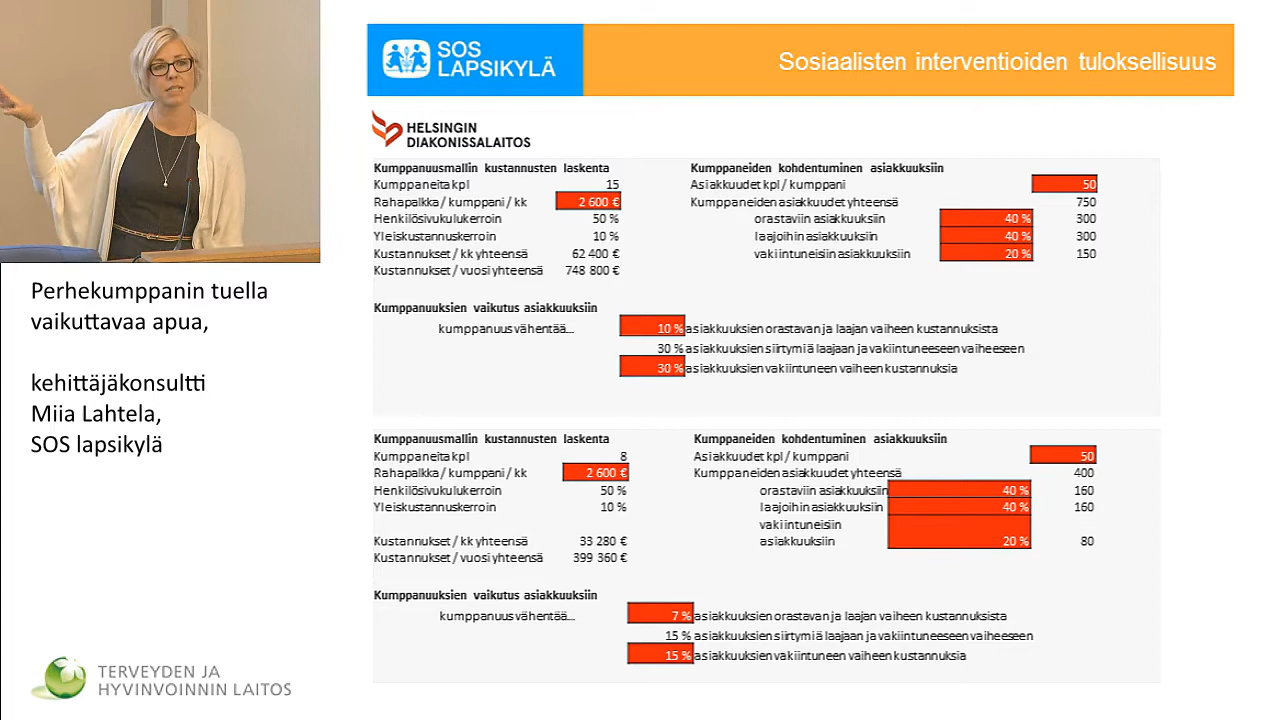 SOS
LAPSIKYLÄ
Sosiaalisten interventioiden tuloksellisuus
HELSINGIN
DIAKONISSALAITOS
Kumppanuusmallin kustannusten laskenta
Kumppaneita kpl 15
Rahapalkka / kumppani / kk 2 600 €
Henkilösivukulukerroin 50 %
Yleiskustannuskerroin 10 %
Kustannukset / kk yhteensä 62 400 €
Kustannukset / vuosi yhteensä 748 800 €
Kumppaneiden kohdentuminen asiakkuuksiin
Asiakkuudet kpl / kumppani 50
Kumppaneiden asiakkuudet yhteensä 750
orastaviin asiakkuuksiin 40 % 300
laajoihin asiakkuuksiin 40 % 300
vakiintuneisiin asiakkuuksiin 20 % 150
Kumppanuuksien vaikutus asiakkuuksiin
kumppanuus vähentää... 10 % asiakkuuksien orastavan ja laajan vaiheen kustannuksista
30 % asiakkuuksien siirtymiä laajaan ja vakiintuneeseen vaiheeseen
30 % asiakkuuksien vakiintuneen vaiheen kustannuksia
Kumppanuusmallin kustannusten laskenta
Kumppaneita kpl 8
Rahapalkka / kumppani / kk 2 600 €
Henkilösivukulukerroin 50 %
Yleiskustannuskerroin 10 %
Kustannukset / kk yhteensä 33 280 €
Kustannukset / vuosi yhteensä 399 360 €
Kumppaneiden kohdentuminen asiakkuuksiin
Asiakkuudet kpl / kumppani 50
Kumppaneiden asiakkuudet yhteensä 400
orastaviin asiakkuuksiin 40 % 160
laajoihin asiakkuuksiin 40 % 160
vakiintuneisiin
asiakkuuksiin 20 % 80
Kumppanuuksien vaikutus asiakkuuksiin
kumppanuus vähentää... 7 % asiakkuuksien orastavan ja laajan vaiheen kustannuksista
15 % asiakkuuksien siirtymiä laajaan ja vakiintuneeseen vaiheeseen
15 % asiakkuuksien vakiintuneen vaiheen kustannuksia
Perhekumppanin tuella
vaikuttavaa apua,
kehittäjäkonsultti
Miia Lahtela,
SOS lapsikylä
TERVEYDEN JA
HYVINVOINNIN LAITOS